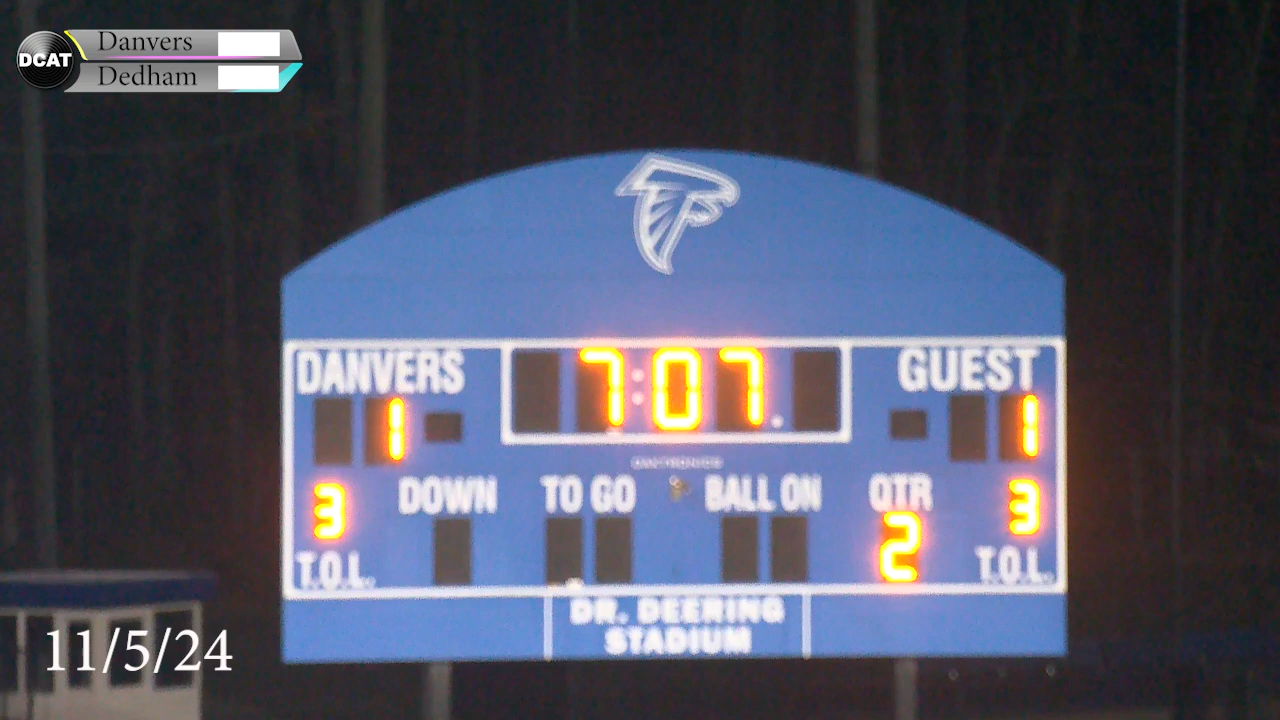 DCAT
Danvers
Dedham
DANVERS
7:07
GUEST
1
1
DAKTRONICS
3
DOWN
TO GO
BALL ON
QTR
3
2
T.O.L.
T.O.L.
DR. DEERING
STADIUM
11/5/24